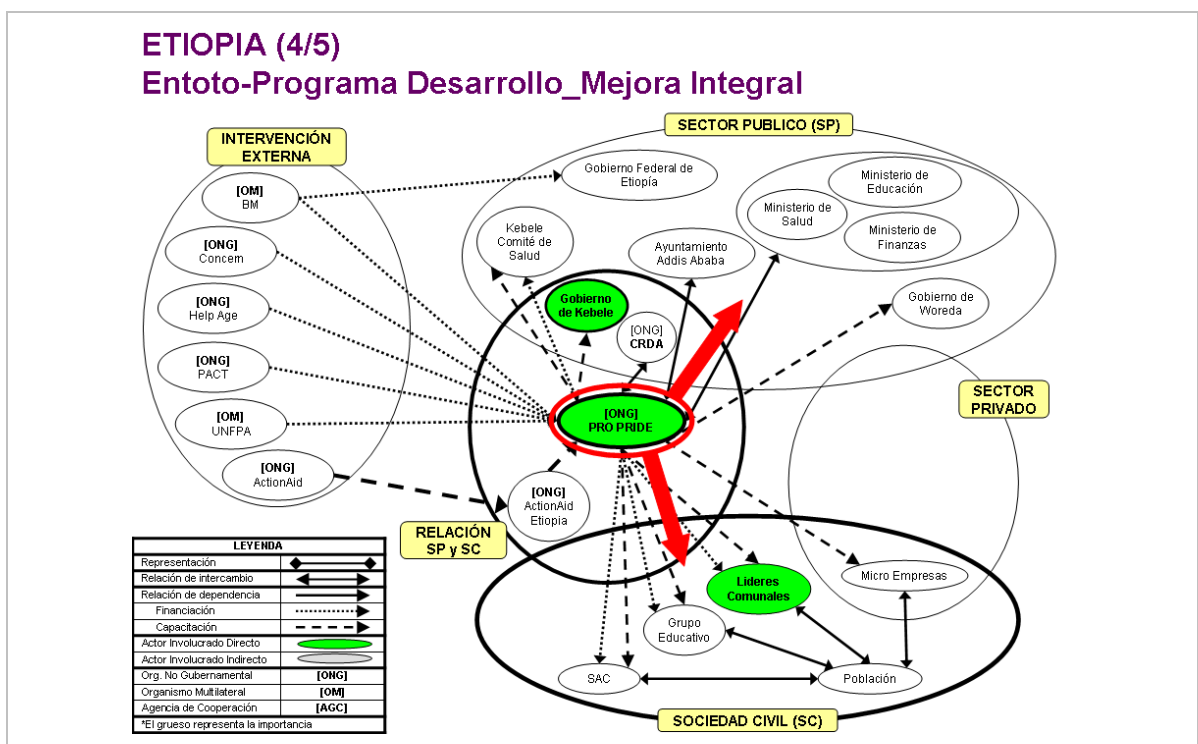 ETIOPIA (4/5)
Entoto-Programa Desarrollo_Mejora Integral
INTERVENCIÓN
EXTERNA
[OM]
BM
[ONG]
Concern
[ONG]
Help Age
[ONG]
PACT
[OM]
UNFPA
[ONG]
ActionAid
SECTOR PUBLICO (SP)
Gobierno Federal de
Etiopía
Ministerio de
Educación
Ministerio de
Salud
Ministerio de
Finanzas
Kebele
Comité de
Salud
Ayuntamiento
Addis Ababa
Gobierno de
Woreda
Gobierno
de Kebele
[ONG]
CRDA
[ONG]
PRO PRIDE
[ONG]
ActionAid
Etiopia
RELACIÓN
SP y SC
SECTOR
PRIVADO
Lideres
Comunales
Micro Empresas
Grupo
Educativo
SAC
Población
SOCIEDAD CIVIL (SC)
LEYENDA
Representación
Relación de intercambio
Relación de dependencia
Financiación
Capacitación
Actor Involucrado Directo
Actor Involucrado Indirecto
Org. No Gubernamental [ONG]
Organismo Multilateral [OM]
Agencia de Cooperación [AGC]
*El grueso representa la importancia